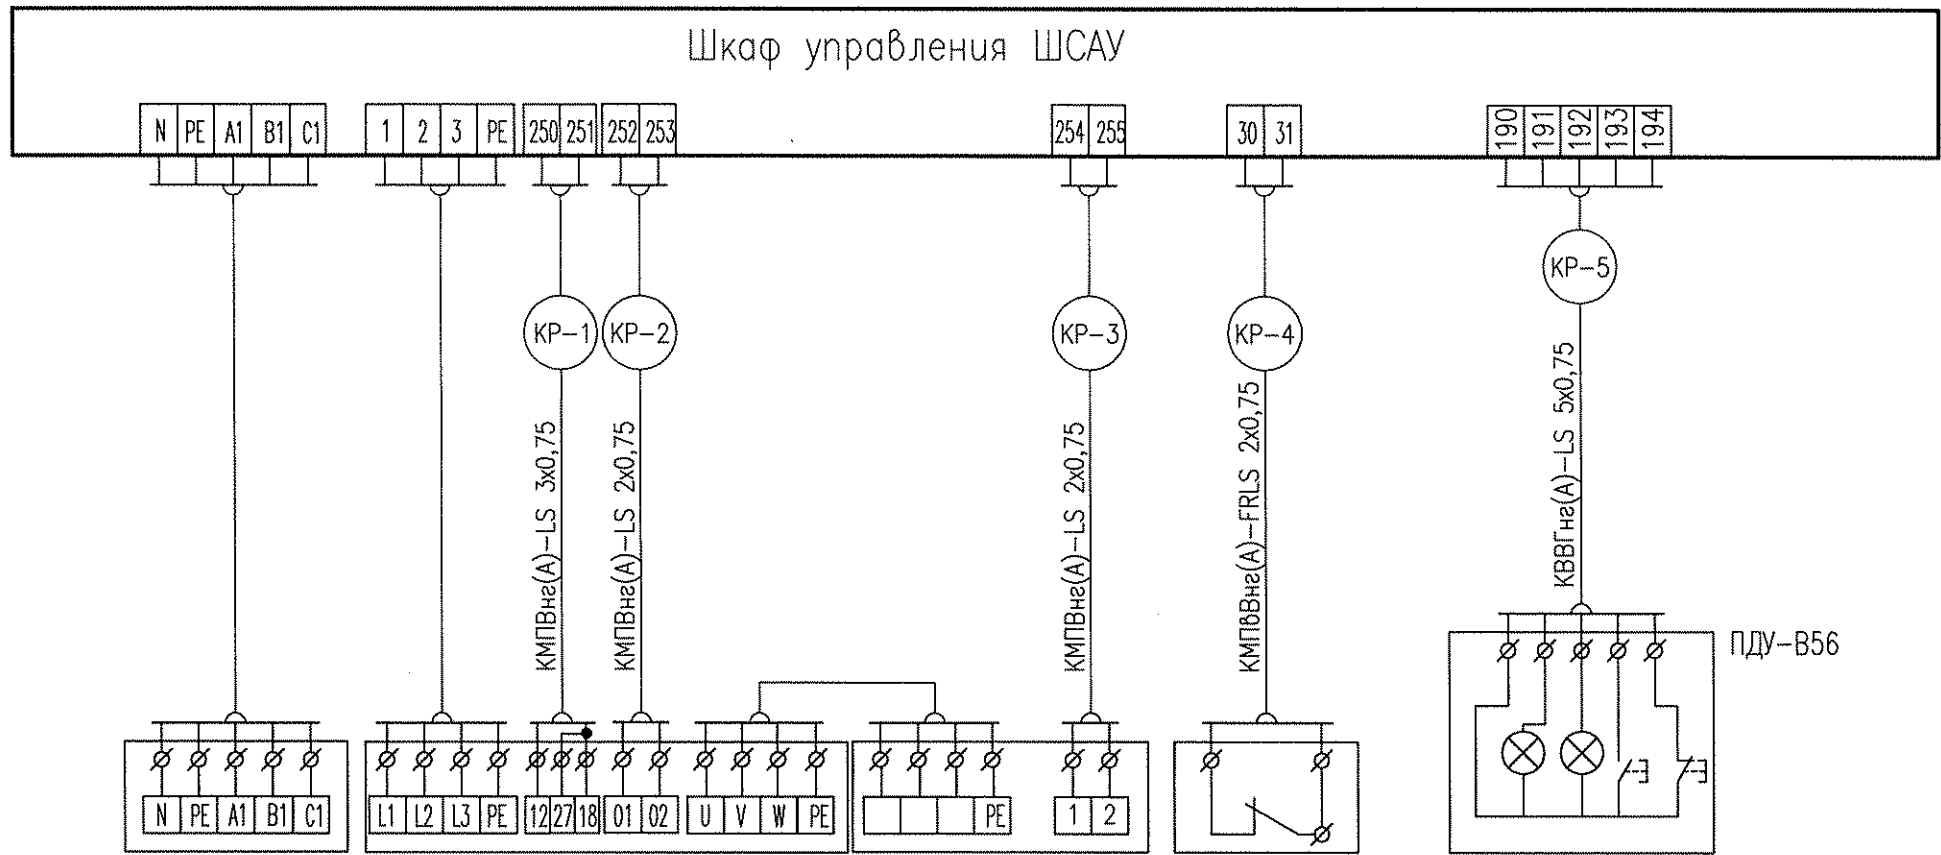 Шкаф управления ШСАУ
N PE A1 B1 C1 1 2 3 PE 250 251 252 253 254 255 30 31 190 191 192 193 194
КР-5
КР-1 КР-2 КР-3 КР-4
КМПВнг(А)-LS 3х0,75
КМПВнг(А)-LS 2х0,75
КМПВнг(А)-LS 2х0,75
КМПвВнг(А)-FRLS 2х0,75
КВВГнг(А)-LS 5х0,75
ПДУ-В56
N PE A1 B1 C1 L1 L2 L3 PE 12 27 18 01 02 U V W PE PE 1 2